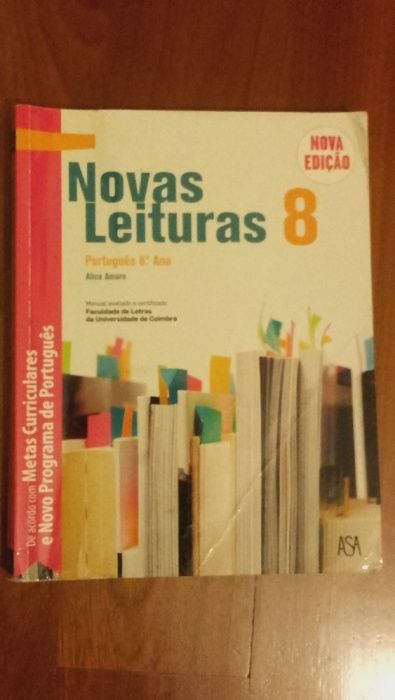 NOVA
EDIÇÃO
Novas
Leituras 8
Português 8.º Ano
Alice Amaro
Manual avaliado e certificado
Faculdade de Letras
da Universidade de Coimbra
De acordo com Metas Curriculares
e Novo Programa de Português
ASA